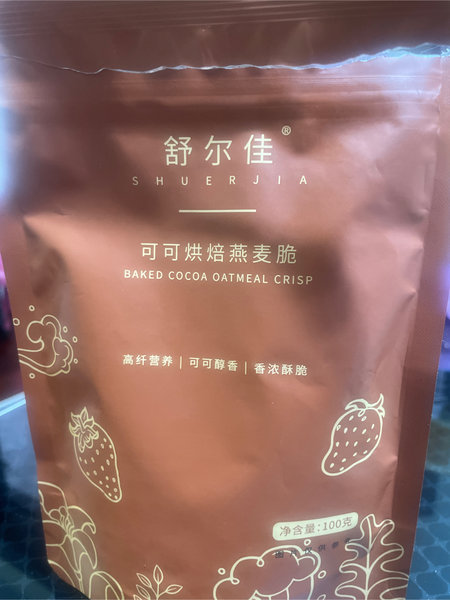 舒尔佳®
SHUERJIA
可可烘焙燕麦脆
BAKED COCOA OATMEAL CRISP
高纤营养 | 可可醇香 | 香浓酥脆
净含量:100克